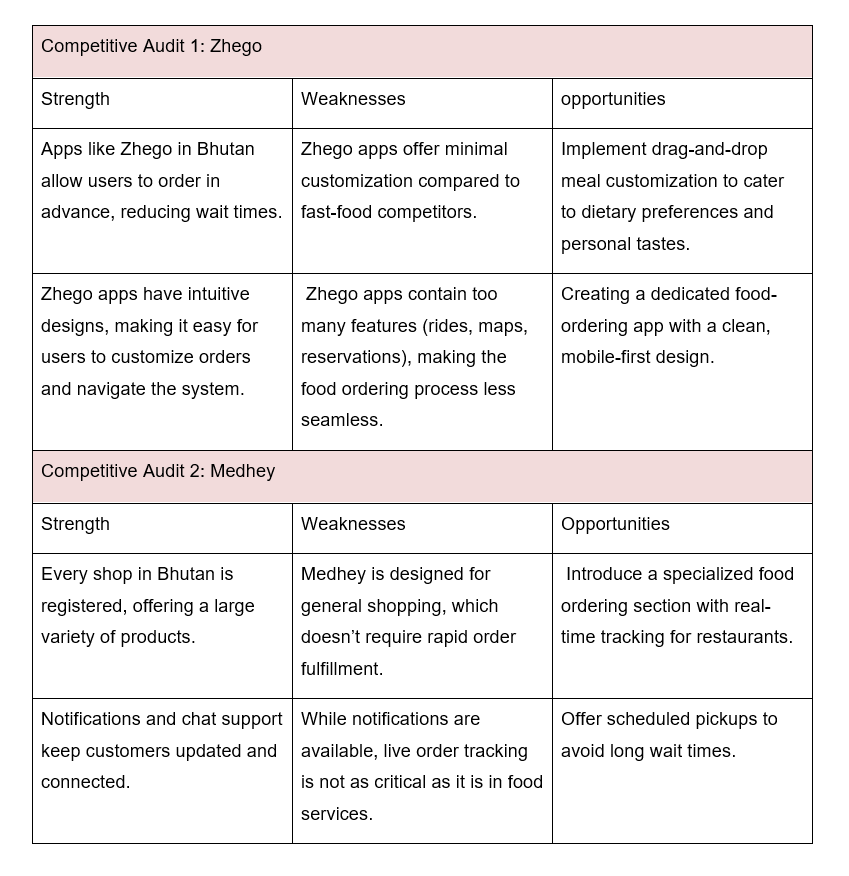 Competitive Audit 1: Zhego
Strength
Weaknesses
opportunities
Apps like Zhego in Bhutan
allow users to order in
advance, reducing wait times.
Zhego apps offer minimal
customization compared to
fast-food competitors.
Implement drag-and-drop
meal customization to cater
to dietary preferences and
personal tastes.
Zhego apps have intuitive
designs, making it easy for
users to customize orders
and navigate the system.
Zhego apps contain too
many features (rides, maps,
reservations), making the
food ordering process less
seamless.
Creating a dedicated food-
ordering app with a clean,
mobile-first design.
Competitive Audit 2: Medhey
Strength
Weaknesses
Opportunities
Every shop in Bhutan is
registered, offering a large
variety of products.
Medhey is designed for
general shopping, which
doesn’t require rapid order
fulfillment.
Introduce a specialized food
ordering section with real-
time tracking for restaurants.
Notifications and chat support
keep customers updated and
connected.
While notifications are
available, live order tracking
is not as critical as it is in food
services.
Offer scheduled pickups to
avoid long wait times.